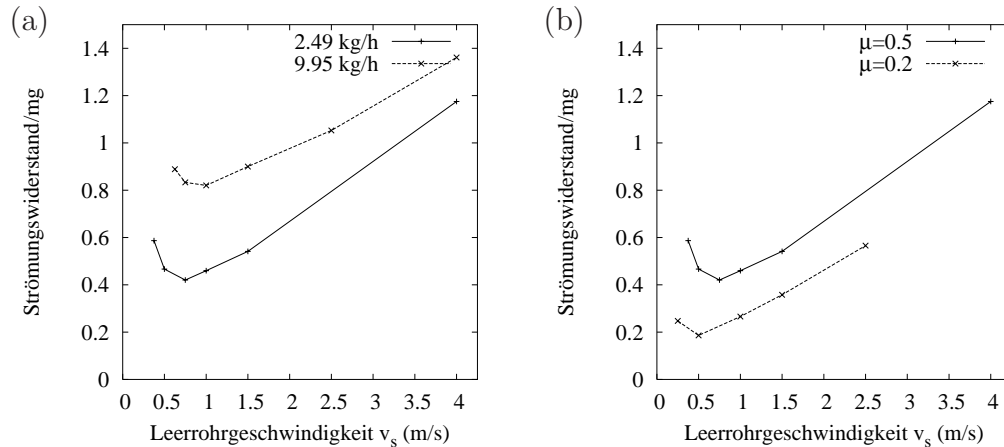 (a)
Strömungswiderstand/mg
1.4
1.2
1
0.8
0.6
0.4
0.2
0
2.49 kg/h
9.95 kg/h
0 0.5 1 1.5 2 2.5 3 3.5 4
Leerrohrgeschwindigkeit vs (m/s)
(b)
Strömungswiderstand/mg
1.4
1.2
1
0.8
0.6
0.4
0.2
0
μ=0.5
μ=0.2
0 0.5 1 1.5 2 2.5 3 3.5 4
Leerrohrgeschwindigkeit vs (m/s)